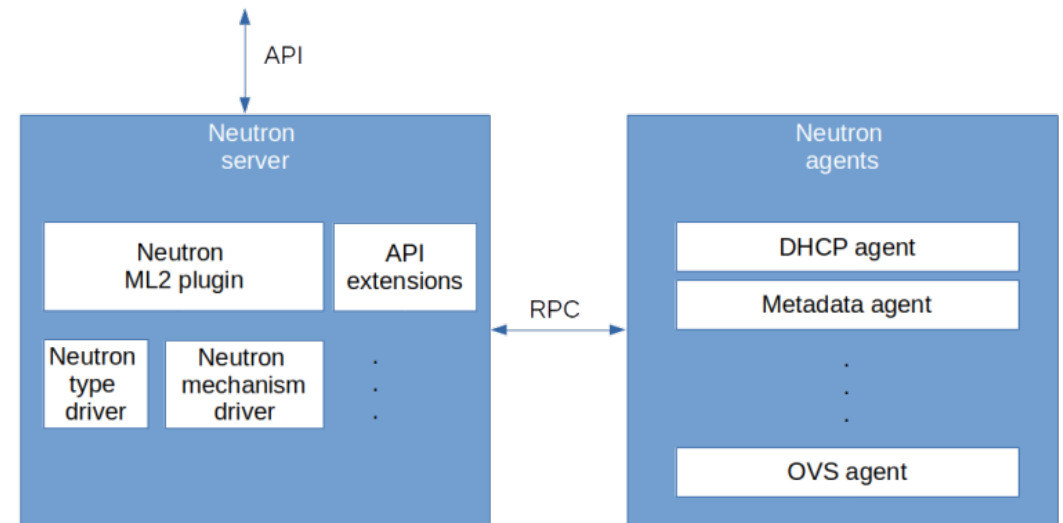 API
Neutron
server
Neutron
ML2 plugin
API
extensions
Neutron
type
driver
Neutron
mechanism
driver
.
.
.
RPC
Neutron
agents
DHCP agent
Metadata agent
.
.
.
OVS agent